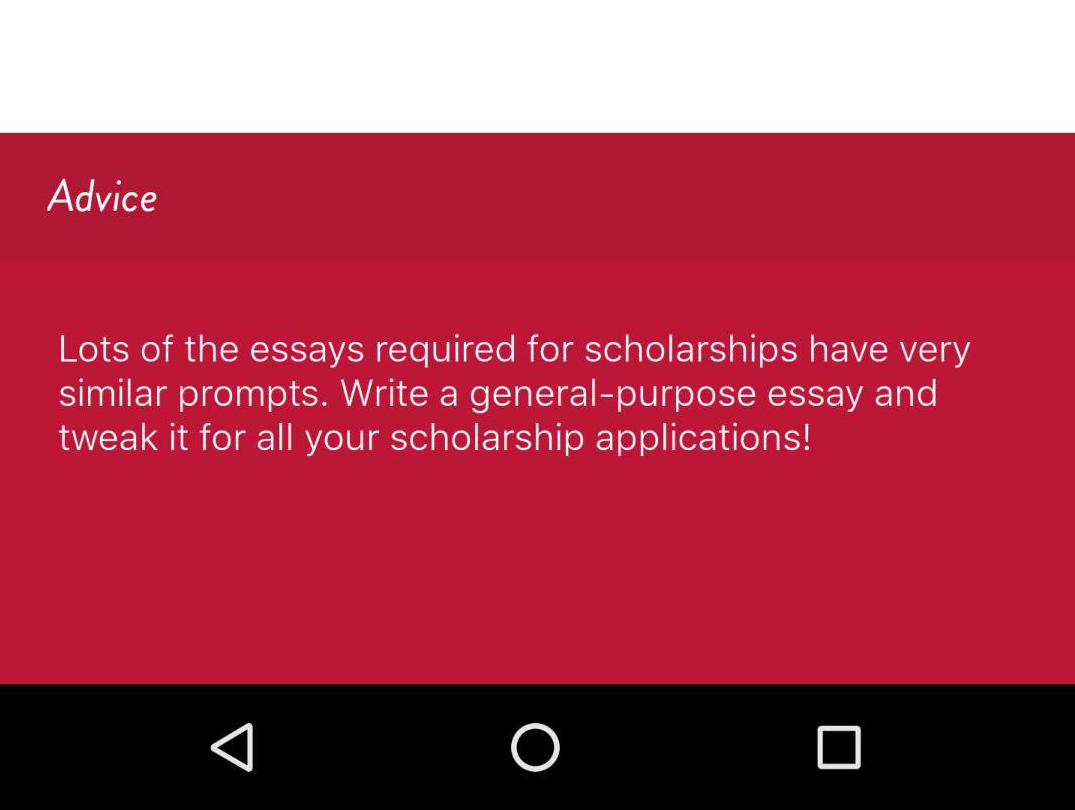 Advice
Lots of the essays required for scholarships have very
similar prompts. Write a general-purpose essay and
tweak it for all your scholarship applications!